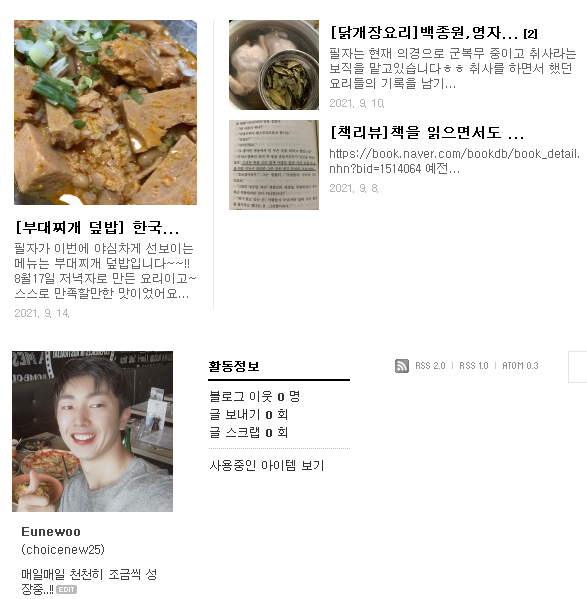 [부대찌개 덮밥] 한국...
필자가 이번에 야심차게 선보이는
메뉴는 부대찌개 덮밥입니다~~!!
8월17일 저녁자로 만든 요리이고~
스스로 만족할만한 맛이었어요...
2021. 9. 14.
[닭개장요리]백종원,영자... [2]
필자는 현재 의경으로 군복무 중이고 취사라는
보직을 맡고있습니다ㅎㅎ 취사를 하면서 했던
요리들의 기록을 남기...
2021. 9. 10.
[책리뷰]책을 읽으면서도 ...
https://book.naver.com/bookdb/book_detail.
nhn?bid=1514064 예전...
2021. 9. 8.
Eunewoo
(choicenew25)
매일매일 천천히 조금씩 성
장중..!! EDIT
활동정보
블로그 이웃 0 명
글 보내기 0 회
글 스크랩 0 회
사용중인 아이템 보기
RSS 2.0 | RSS 1.0 | ATOM 0.3